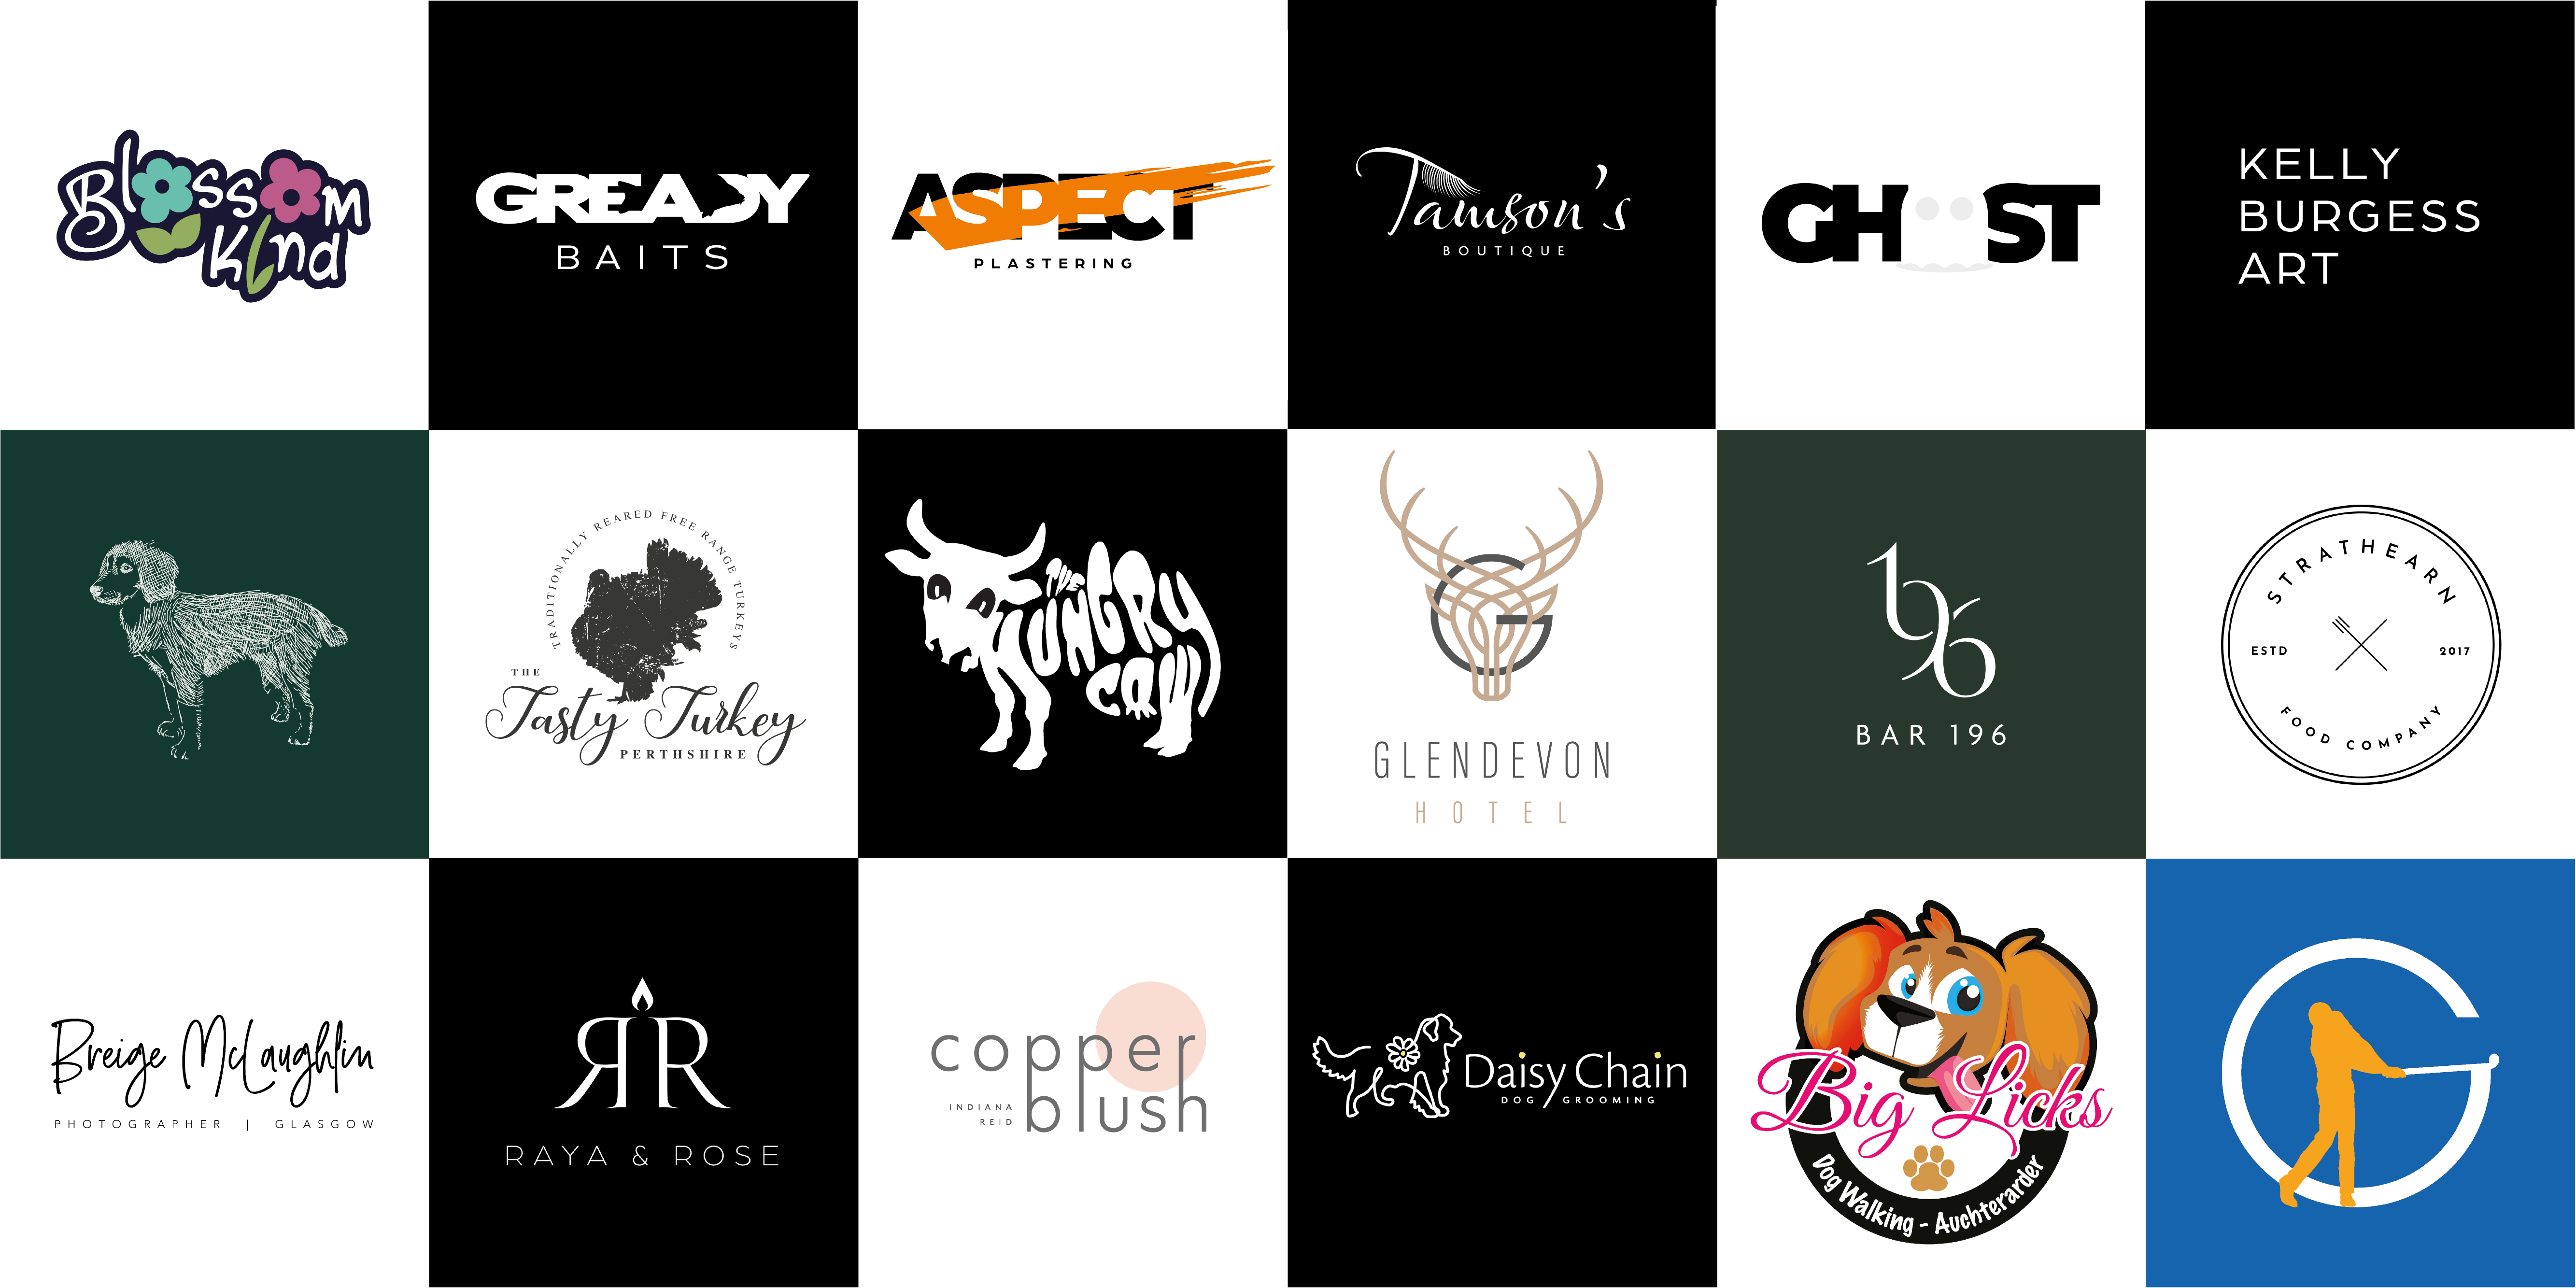 Blossom
Kind
GREADY
BAITS
ASPECT
PLASTERING
Tamson's
BOUTIQUE
GHOST
KELLY
BURGESS
ART
TRADITIONALLY REARED FREE RANGE TURKEYS
THE
Tasty Turkey
PERTHSHIRE
THE
HUNGRY
COW
G
GLENDEVON
HOTEL
196
BAR 196
STRATHEARN
ESTD 2017
FOOD COMPANY
Breige McLaughlin
PHOTOGRAPHER | GLASGOW
RR
RAYA & ROSE
copper
blush
INDIANA
REID
Daisy Chain
DOG GROOMING
Big Licks
Dog Walking - Auchterarder
G